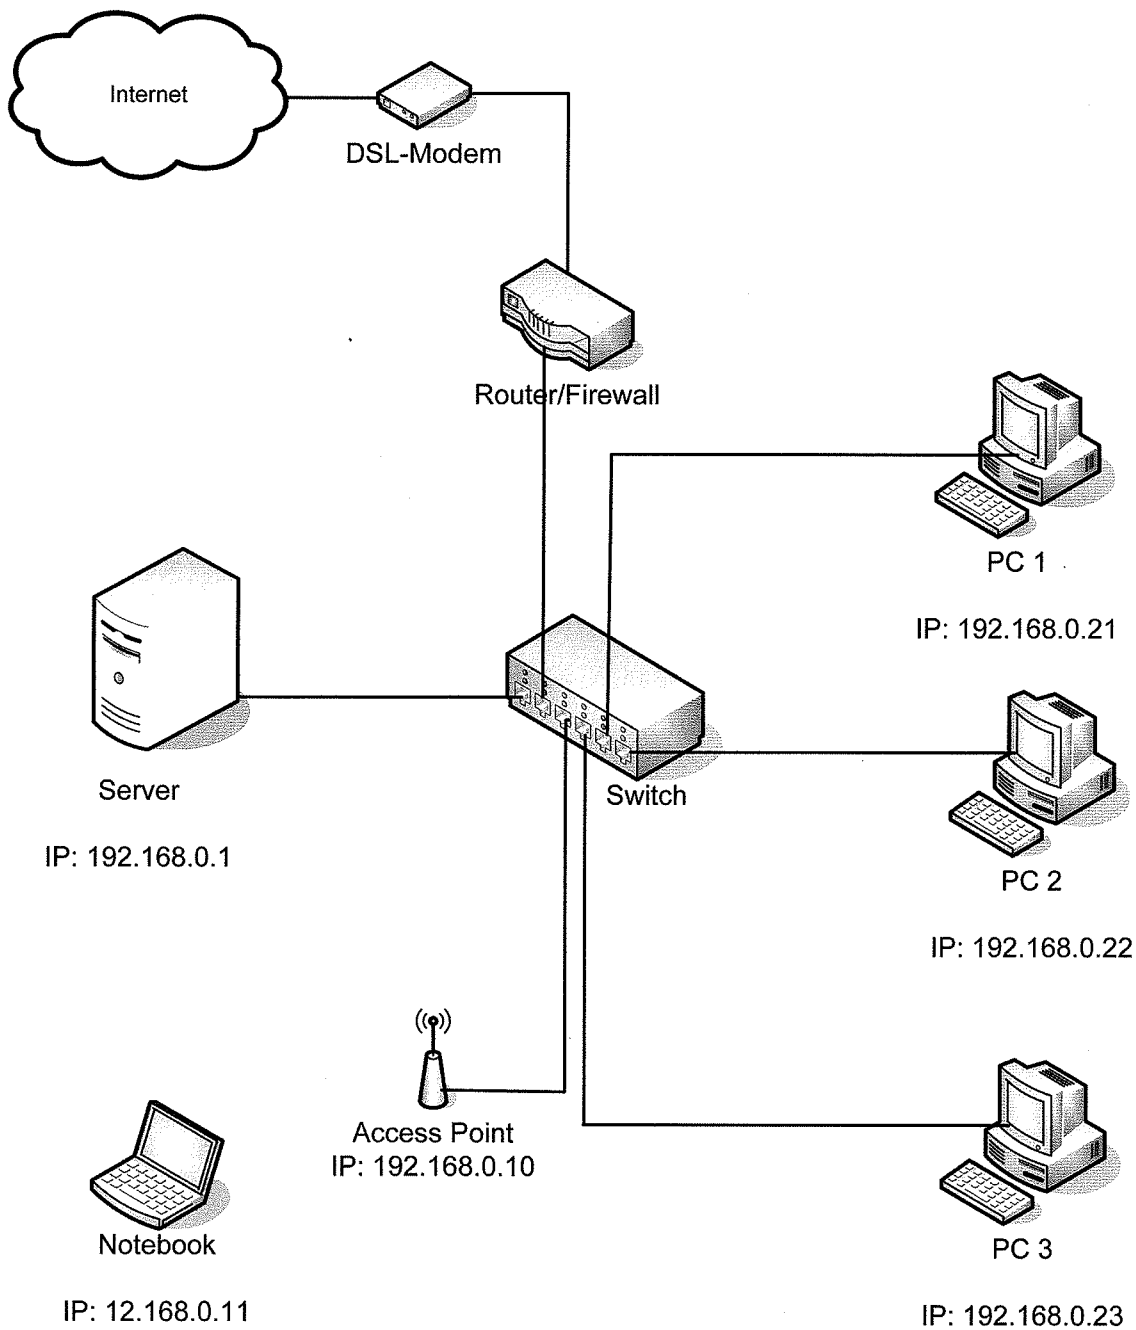 Internet
DSL-Modem
Router/Firewall
PC 1
IP: 192.168.0.21
Server
IP: 192.168.0.1
Switch
PC 2
IP: 192.168.0.22
Access Point
IP: 192.168.0.10
Notebook
IP: 12.168.0.11
PC 3
IP: 192.168.0.23